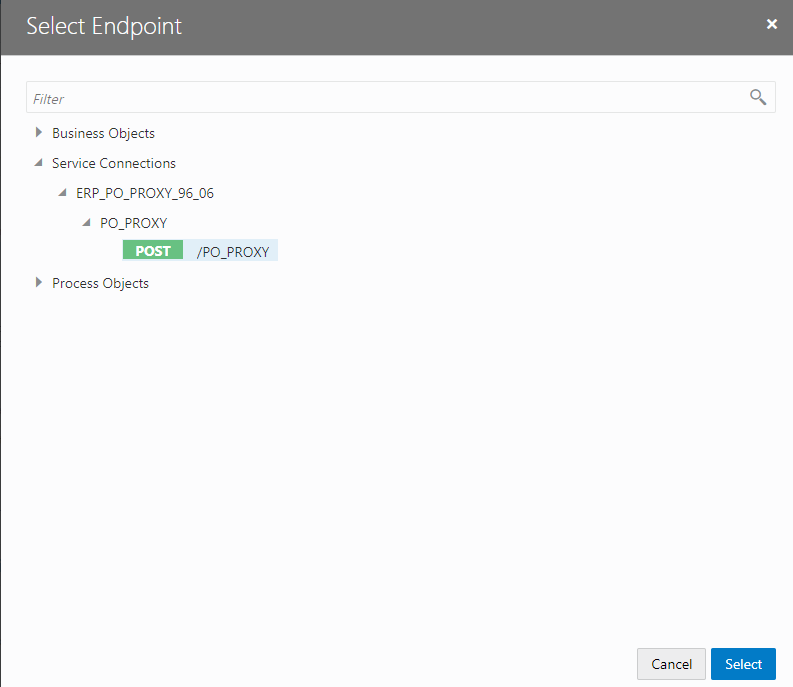 Select Endpoint
Filter
Business Objects
Service Connections
ERP_PO_PROXY_96_06
PO_PROXY
POST /PO_PROXY
Process Objects
Cancel Select